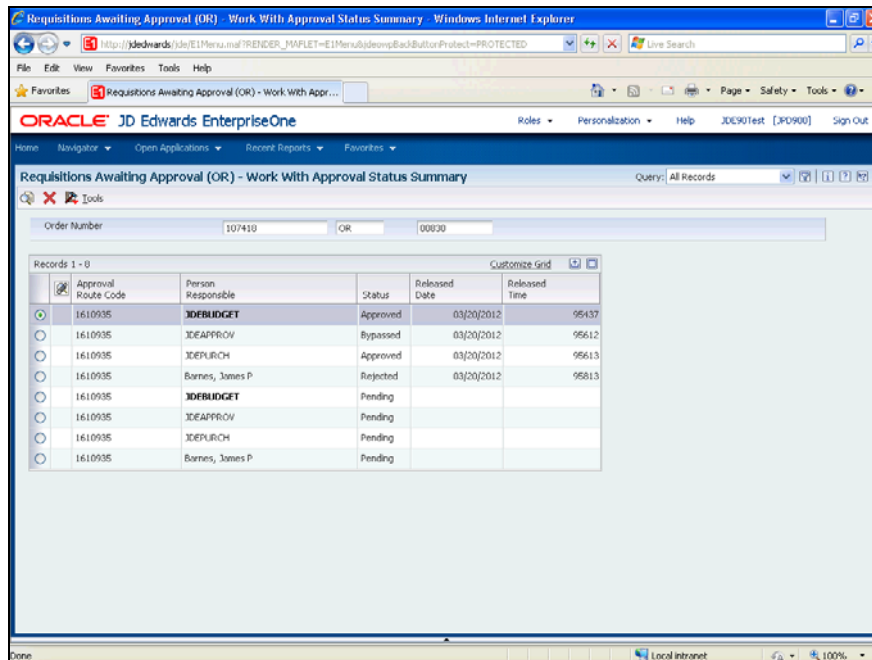 Requisitions Awaiting Approval (OR) - Work With Approval Status Summary - Windows Internet Explorer
http://jdedwards/jde/E1Menu.maf?RENDER_MAFLET=E1Menu&jdeowpBackButtonProtect=PROTECTED Live Search
File Edit View Favorites Tools Help
Favorites Requisitions Awaiting Approval (OR) - Work With Appr... Page Safety Tools
ORACLE JD Edwards EnterpriseOne Roles Personalization Help JDE90Test [JPD900] Sign Out
Home Navigator Open Applications Recent Reports Favorites
Requisitions Awaiting Approval (OR) - Work With Approval Status Summary Query: All Records
Tools
Order Number 107418 OR 00830
Records 1 - 8 Customize Grid
Approval Route Code Person Responsible Status Released Date Released Time
1610935 JDEBUDGET Approved 03/20/2012 95437
1610935 JDEAPPROV Bypassed 03/20/2012 95612
1610935 JDEPURCH Approved 03/20/2012 95613
1610935 Barnes, James P Rejected 03/20/2012 95813
1610935 JDEBUDGET Pending
1610935 JDEAPPROV Pending
1610935 JDEPURCH Pending
1610935 Barnes, James P Pending
Done Local intranet 100%